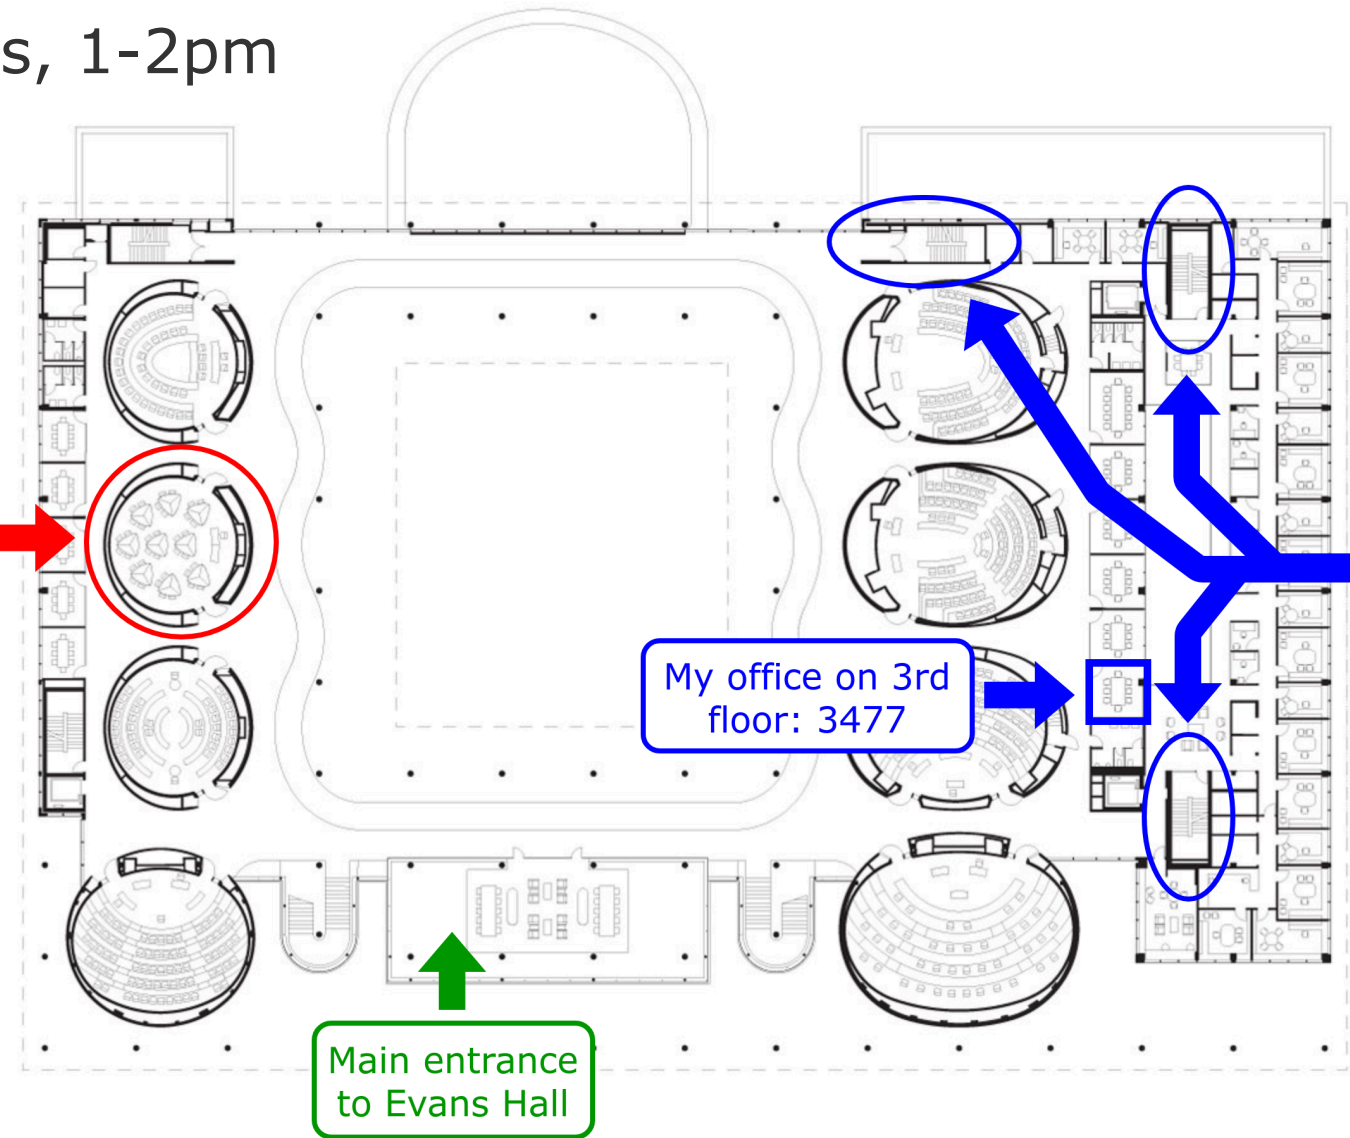 s, 1-2pm
My office on 3rd
floor: 3477
Main entrance
to Evans Hall